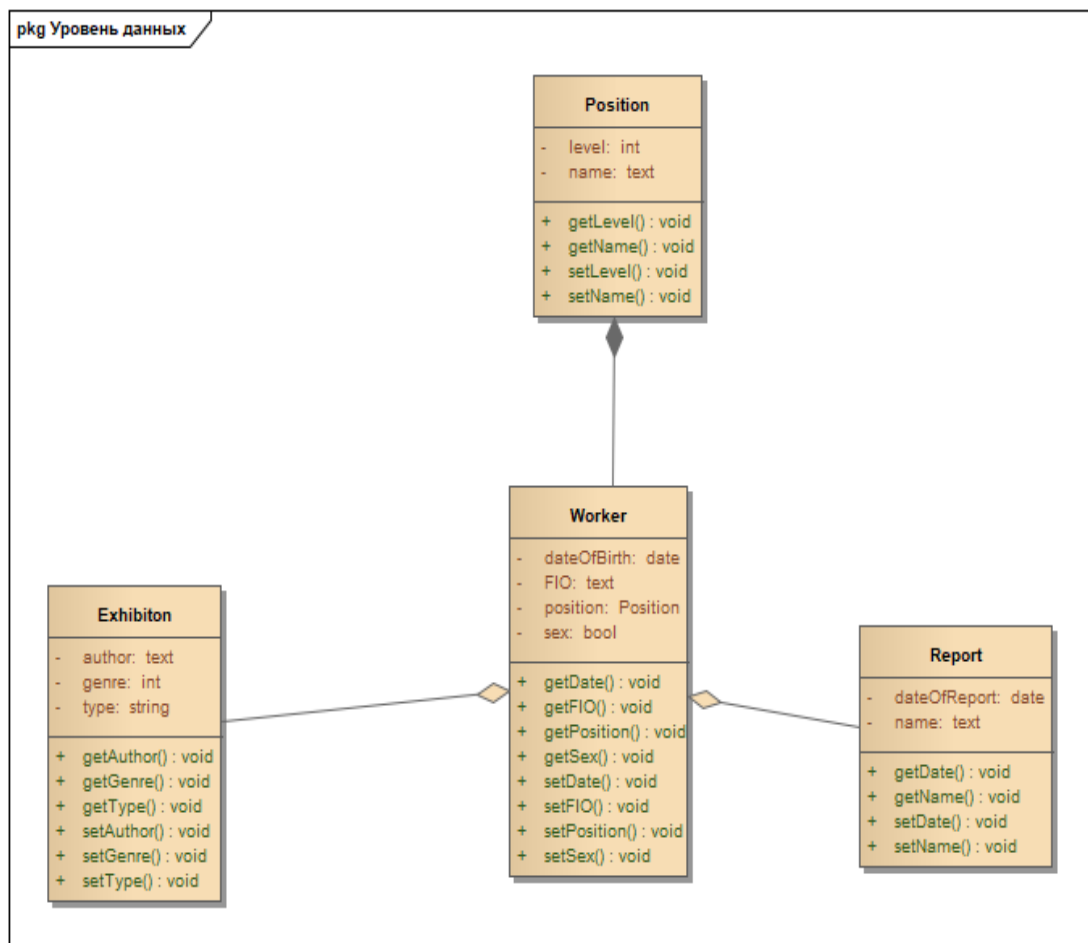 pkg Уровень данных
Position
- level: int
- name: text
+ getLevel() : void
+ getName() : void
+ setLevel() : void
+ setName() : void
Worker
- dateOfBirth: date
- FIO: text
- position: Position
- sex: bool
+ getDate() : void
+ getFIO() : void
+ getPosition() : void
+ getSex() : void
+ setDate() : void
+ setFIO() : void
+ setPosition() : void
+ setSex() : void
Exhibiton
- author: text
- genre: int
- type: string
+ getAuthor() : void
+ getGenre() : void
+ getType() : void
+ setAuthor() : void
+ setGenre() : void
+ setType() : void
Report
- dateOfReport: date
- name: text
+ getDate() : void
+ getName() : void
+ setDate() : void
+ setName() : void